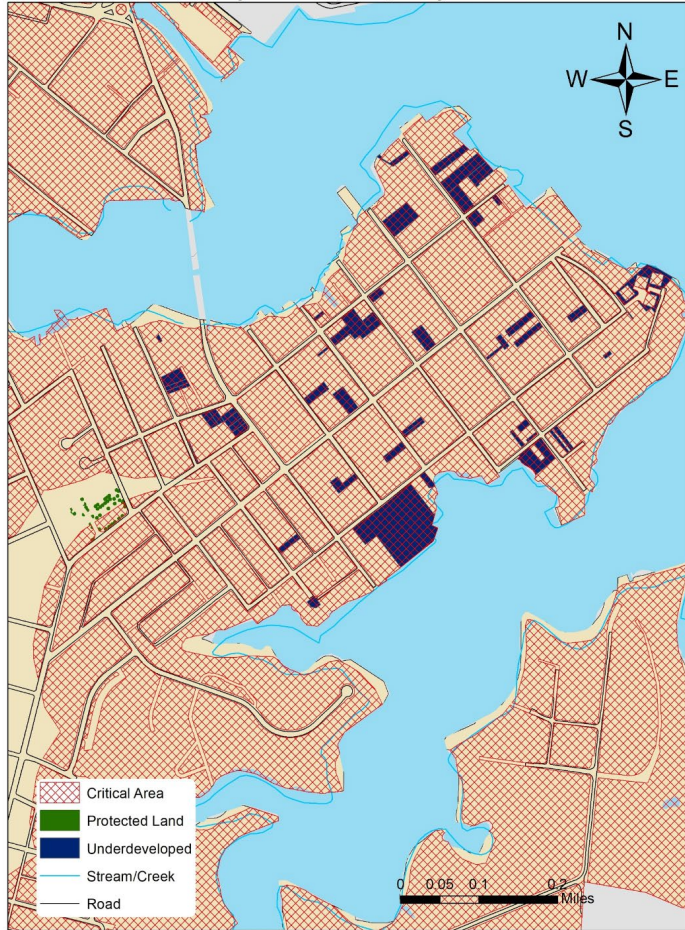 N
W E
S
Critical Area
Protected Land
Underdeveloped
Stream/Creek
Road
0 0.05 0.1 0.2
Miles